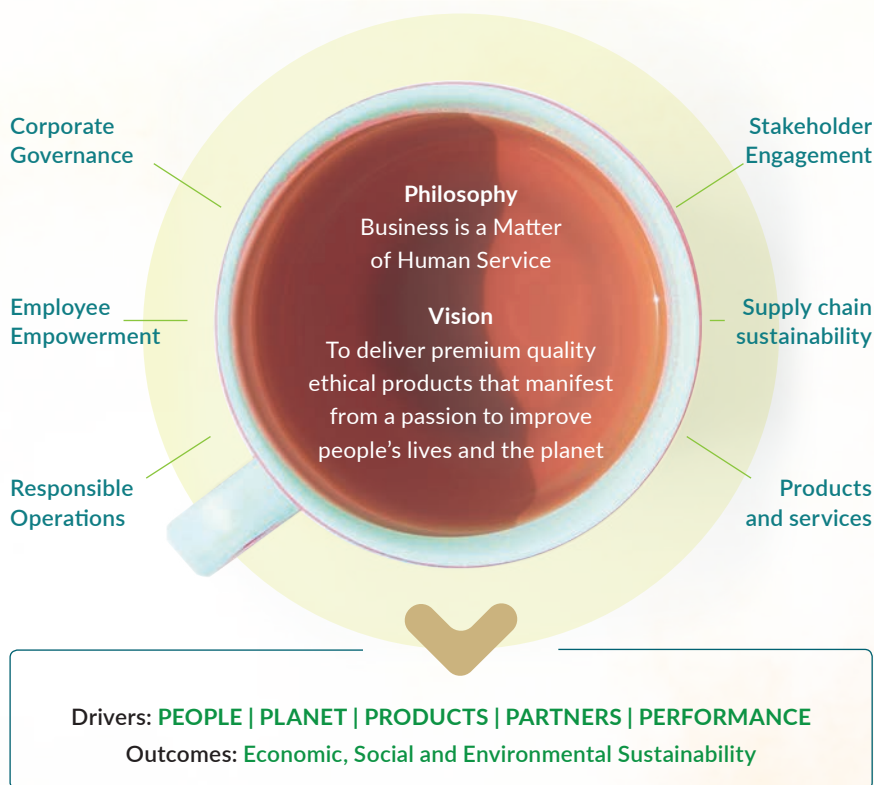 Corporate
Governance
Stakeholder
Engagement
Philosophy
Business is a Matter
of Human Service
Employee
Empowerment
Vision
To deliver premium quality
ethical products that manifest
from a passion to improve
people’s lives and the planet
Supply chain
sustainability
Responsible
Operations
Products
and services
Drivers: PEOPLE | PLANET | PRODUCTS | PARTNERS | PERFORMANCE
Outcomes: Economic, Social and Environmental Sustainability